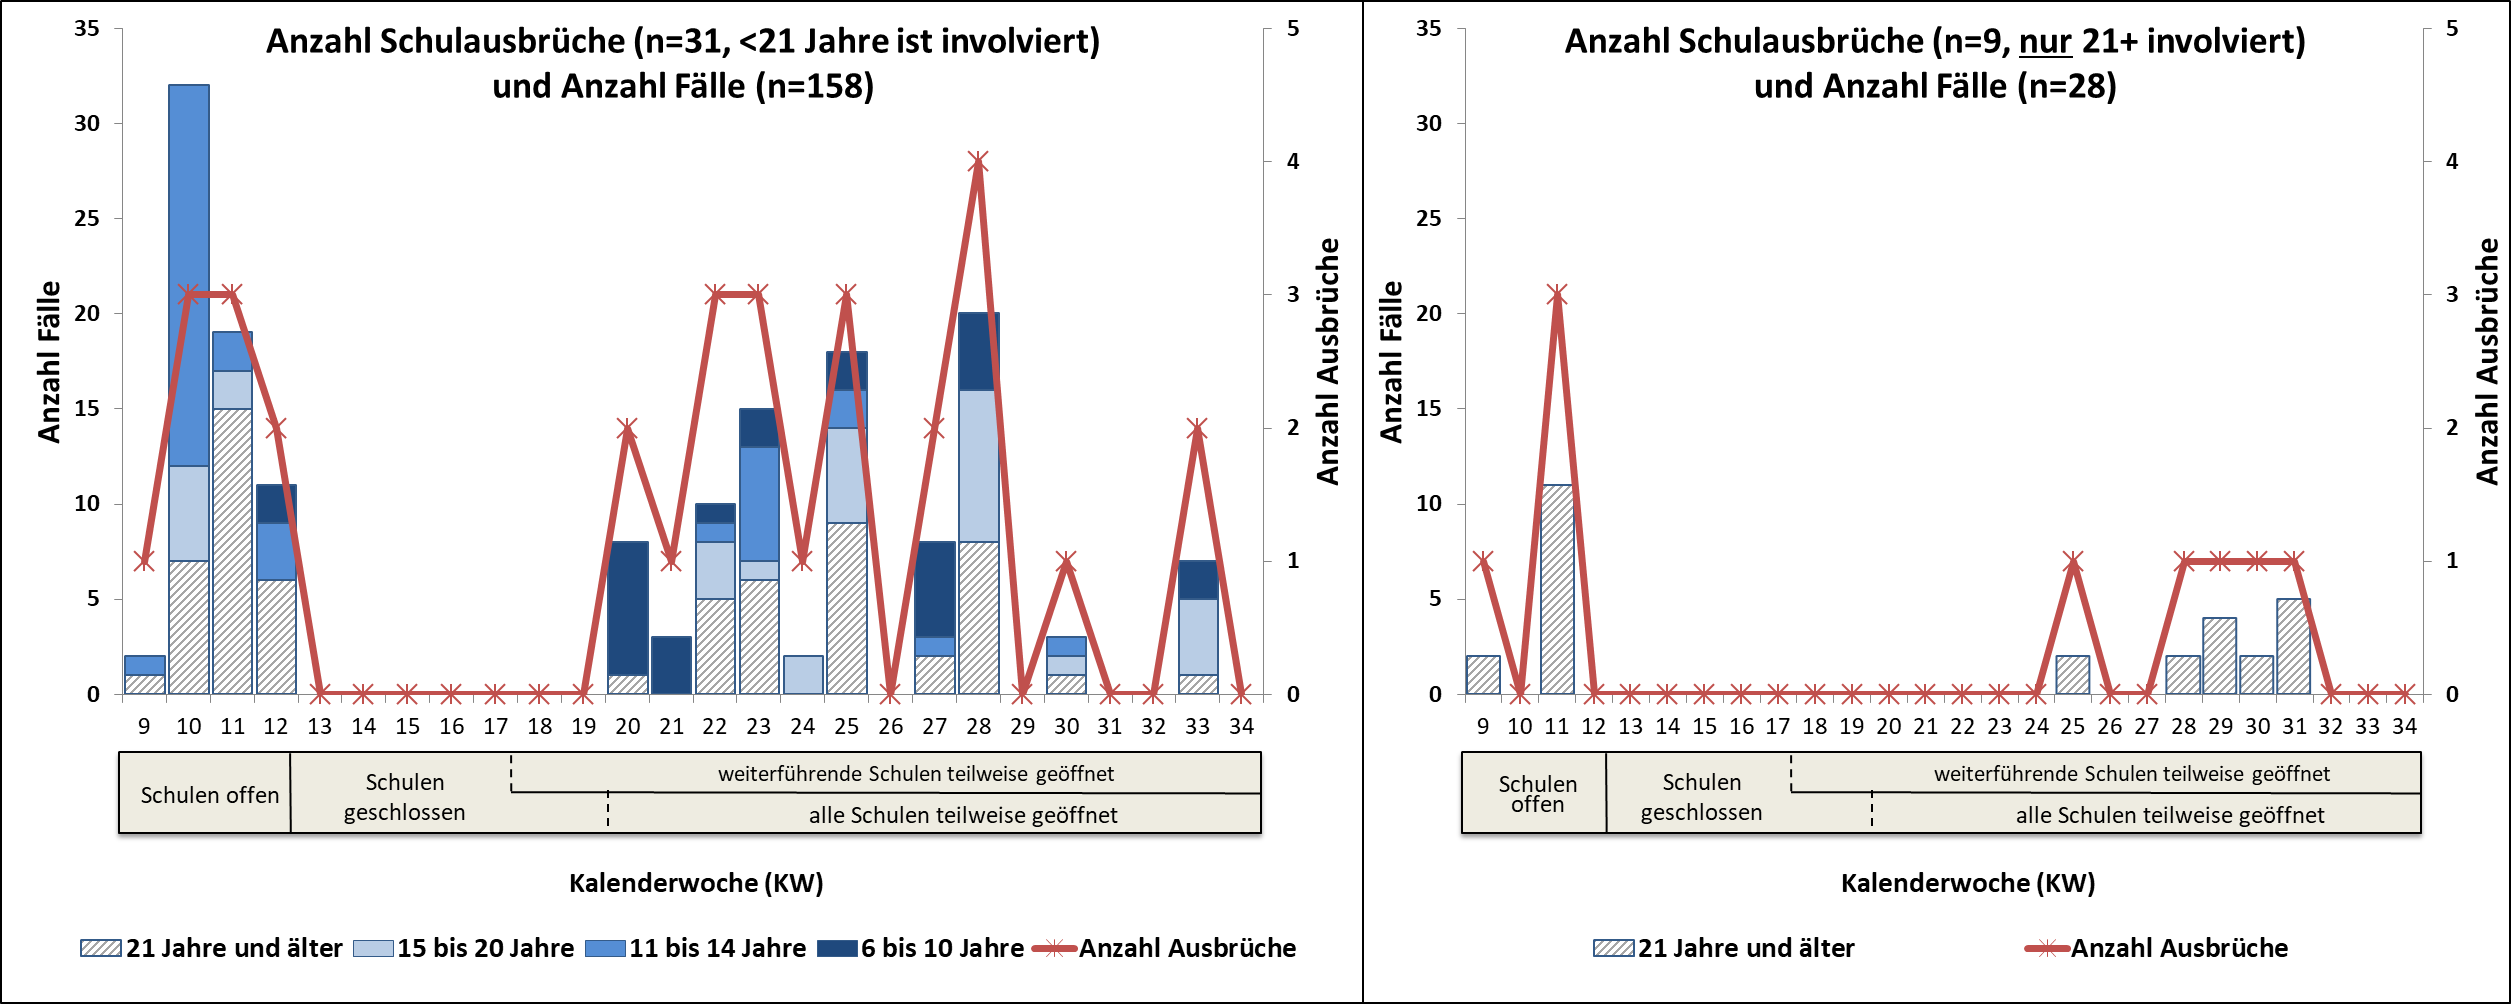 Anzahl Schulausbrüche (n=31, <21 Jahre ist involviert)
und Anzahl Fälle (n=158)
Anzahl Fälle
35
30
25
20
15
10
5
0
5
4
3
2
1
0
Anzahl Ausbrüche
9 10 11 12 13 14 15 16 17 18 19 20 21 22 23 24 25 26 27 28 29 30 31 32 33 34
Schulen offen
Schulen
geschlossen
weiterführende Schulen teilweise geöffnet
alle Schulen teilweise geöffnet
Kalenderwoche (KW)
21 Jahre und älter 15 bis 20 Jahre 11 bis 14 Jahre 6 bis 10 Jahre Anzahl Ausbrüche
Anzahl Schulausbrüche (n=9, nur 21+ involviert)
und Anzahl Fälle (n=28)
Anzahl Fälle
35
30
25
20
15
10
5
0
5
4
3
2
1
0
Anzahl Ausbrüche
9 10 11 12 13 14 15 16 17 18 19 20 21 22 23 24 25 26 27 28 29 30 31 32 33 34
Schulen
offen
Schulen
geschlossen
weiterführende Schulen teilweise geöffnet
alle Schulen teilweise geöffnet
Kalenderwoche (KW)
21 Jahre und älter Anzahl Ausbrüche